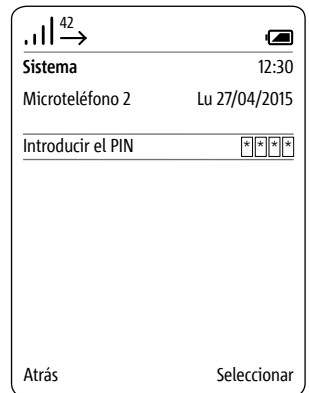 42
Sistema 12:30
Microteléfono 2 Lu 27/04/2015
Introducir el PIN ****
Atrás Seleccionar